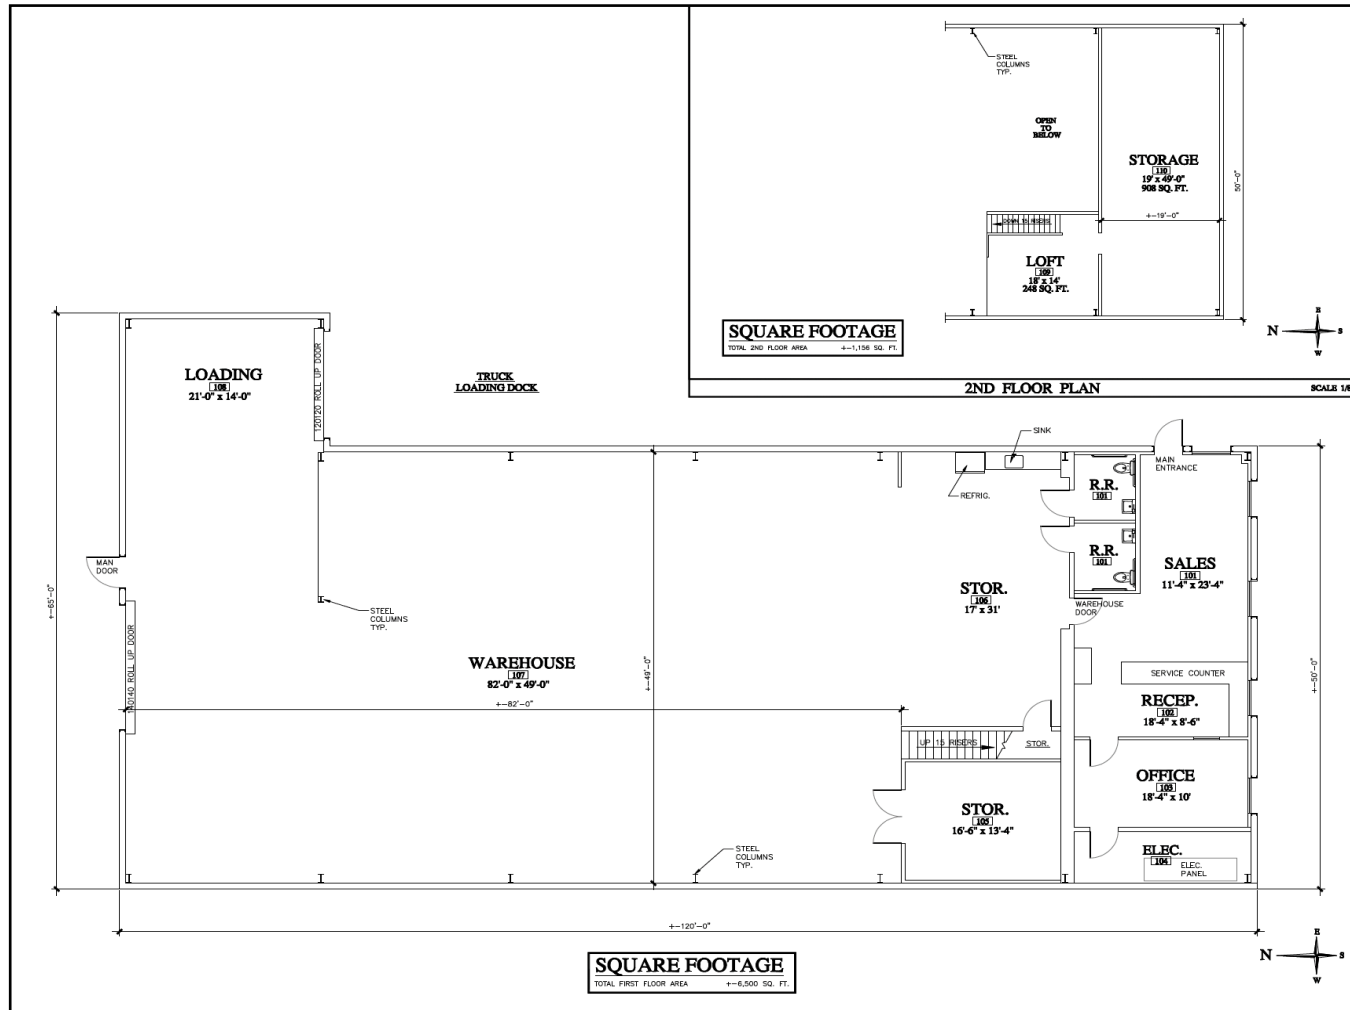 STEEL
COLUMNS
TYP.
OPEN
TO
BELOW
STORAGE
110
19' x 49'-0"
908 SQ. FT.
50'-0"
+-19'-0"
DOWN 15 RISERS
LOFT
109
18' x 14'
248 SQ. FT.
SQUARE FOOTAGE
TOTAL 2ND FLOOR AREA +-1,156 SQ. FT.
E
N S
W
2ND FLOOR PLAN SCALE 1/8
LOADING
108
21'-0" x 14'-0"
120120 ROLL UP DOOR
TRUCK
LOADING DOCK
SINK
REFRIG.
MAIN
ENTRANCE
R.R.
101
R.R.
101
SALES
101
11'-4" x 23'-4"
MAN
DOOR
+-65'-0"
STEEL
COLUMNS
TYP.
STOR.
106
17' x 31'
WAREHOUSE
DOOR
140140 ROLL UP DOOR
WAREHOUSE
107
82'-0" x 49'-0"
+-82'-0"
+-49'-0"
+-50'-0"
SERVICE COUNTER
RECEP.
102
18'-4" x 8'-6"
UP 15 RISERS
STOR.
OFFICE
103
18'-4" x 10'
STOR.
105
16'-6" x 13'-4"
STEEL
COLUMNS
TYP.
ELEC.
104
ELEC.
PANEL
+-120'-0"
SQUARE FOOTAGE
TOTAL FIRST FLOOR AREA +-6,500 SQ. FT.
E
N S
W